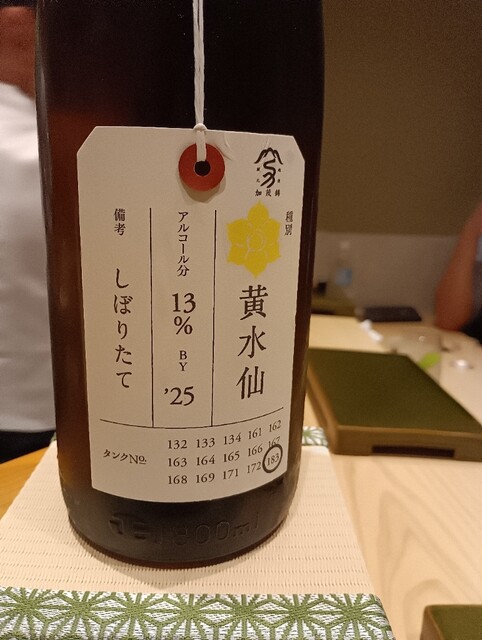 加茂錦
種別
黄水仙
アルコール分
13%
BY
'25
備考
しぼりたて
タンクNo.
132 133 134 161 162
163 164 165 166 167
168 169 171 172 183
1800ml